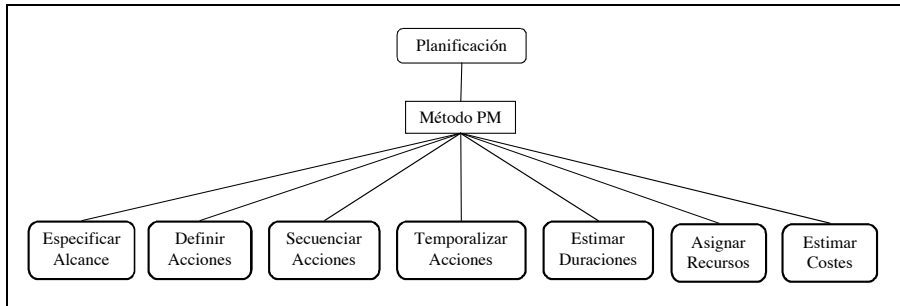 Planificación
Método PM
Especificar
Alcance
Definir
Acciones
Secuenciar
Acciones
Temporalizar
Acciones
Estimar
Duraciones
Asignar
Recursos
Estimar
Costes